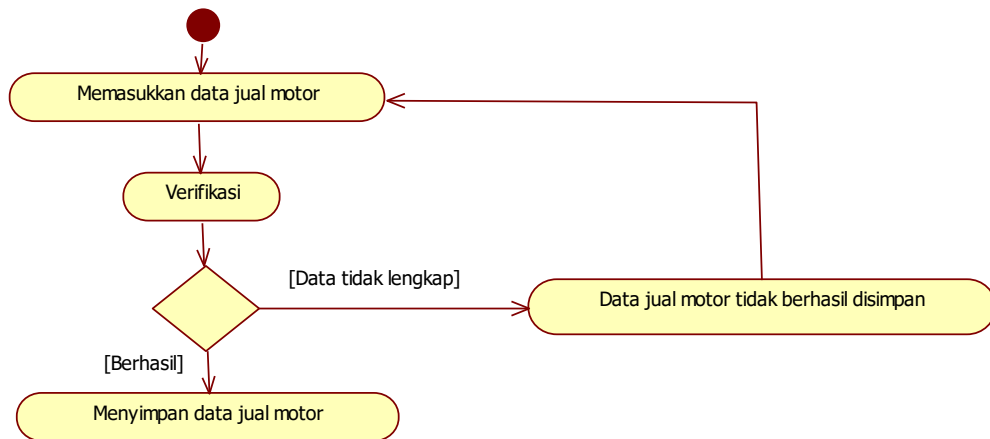 Memasukkan data jual motor
Verifikasi
[Data tidak lengkap]
Data jual motor tidak berhasil disimpan
[Berhasil]
Menyimpan data jual motor